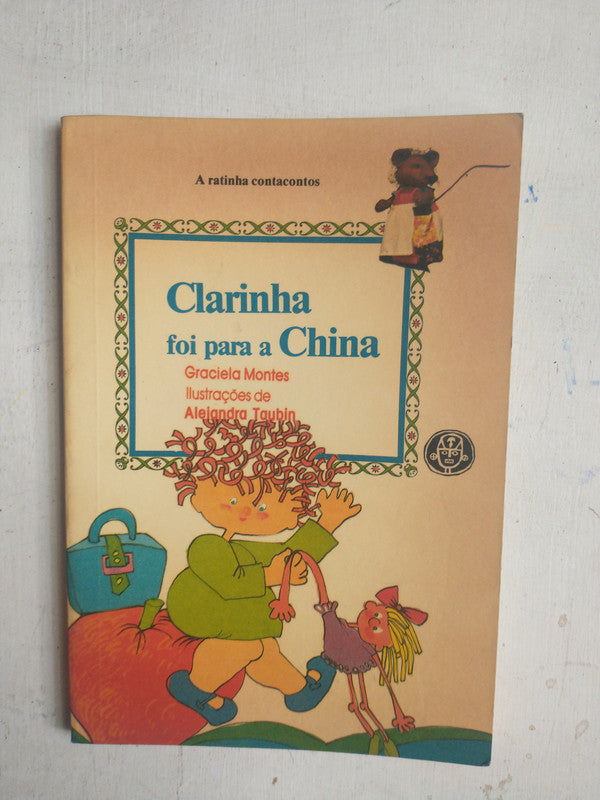 A ratinha contacontos
Clarinha
foi para a China
Graciela Montes
Ilustrações de
Alejandra Taubin